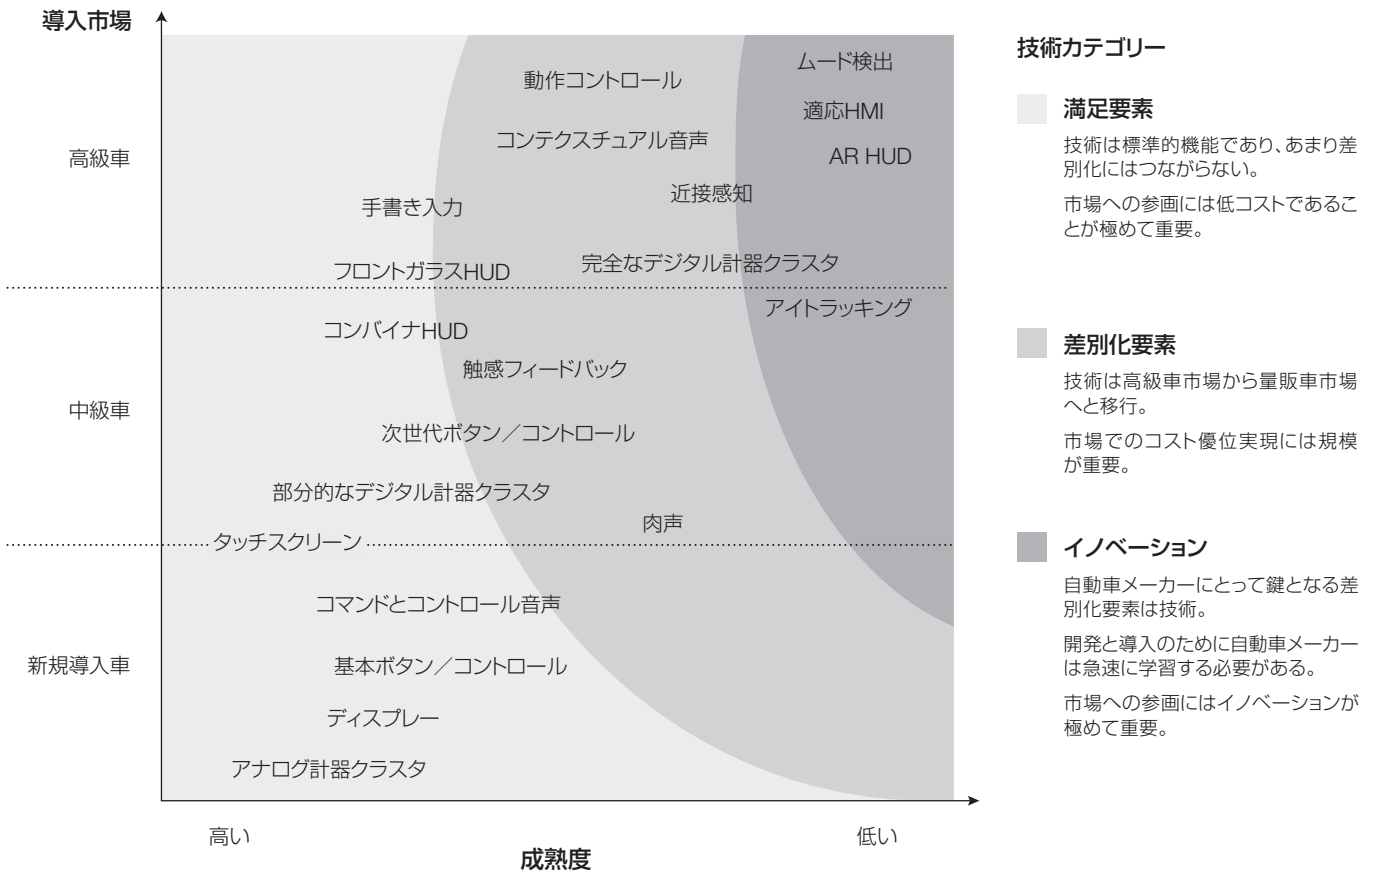 導入市場
高級車
中級車
新規導入車
ムード検出
動作コントロール
適応HMI
コンテクスチュアル音声
AR HUD
近接感知
手書き入力
完全なデジタル計器クラスタ
フロントガラスHUD
アイトラッキング
コンバイナHUD
触感フィードバック
次世代ボタン／コントロール
部分的なデジタル計器クラスタ
肉声
タッチスクリーン
コマンドとコントロール音声
基本ボタン／コントロール
ディスプレー
アナログ計器クラスタ
高い
低い
成熟度
技術カテゴリー
満足要素
技術は標準的機能であり、あまり差
別化にはつながらない。
市場への参画には低コストであるこ
とが極めて重要。
差別化要素
技術は高級車市場から量販車市場
へと移行。
市場でのコスト優位実現には規模
が重要。
イノベーション
自動車メーカーにとって鍵となる差
別化要素は技術。
開発と導入のために自動車メーカー
は急速に学習する必要がある。
市場への参画にはイノベーションが
極めて重要。